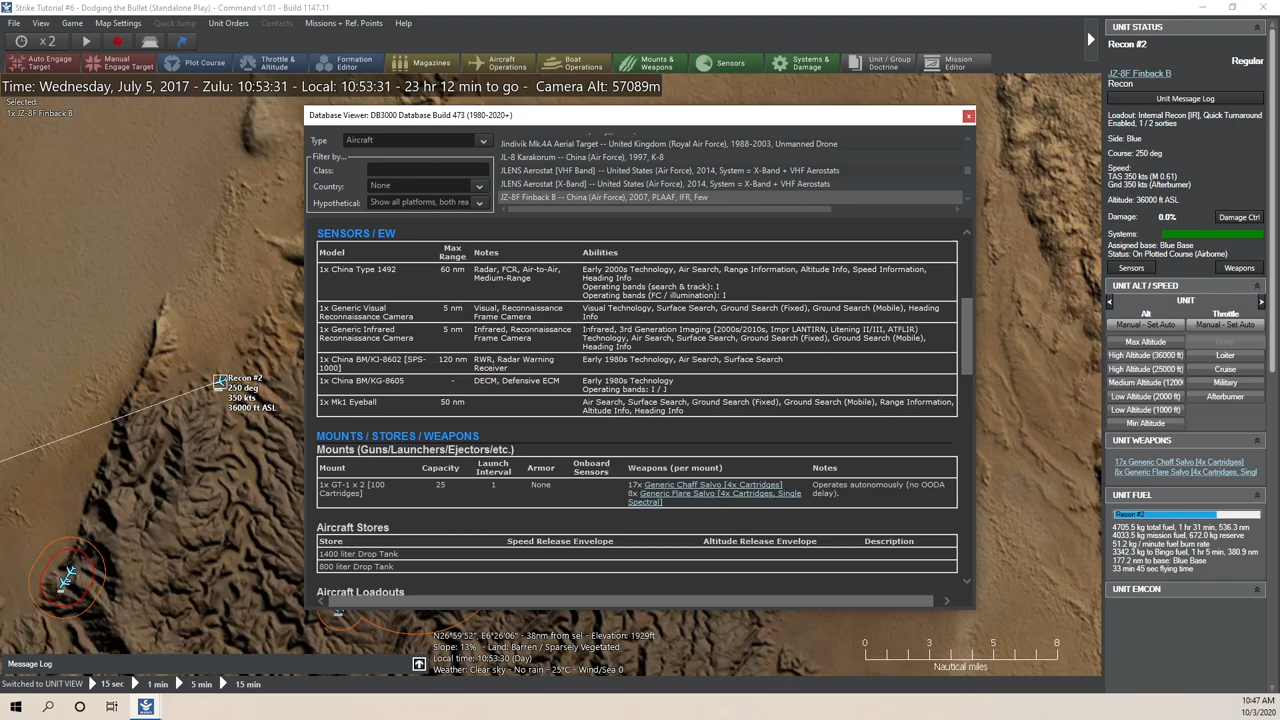 Strike Tutorial #6 - Dodging the Bullet (Standalone Play) - Command v1.01 - Build 1147.11
File View Game Map Settings Quick Jump Unit Orders Contacts Missions + Ref. Points Help
x2
Auto Engage Target Manual Engage Target Plot Course Throttle & Altitude Formation Editor Magazines Aircraft Operations Boat Operations Mounts & Weapons Sensors Systems & Damage Unit / Group Doctrine Mission Editor
Time: Wednesday, July 5, 2017 - Zulu: 10:53:31 - Local: 10:53:31 - 23 hr 12 min to go - Camera Alt: 57089m
Selected:
1x JZ-8F Finback B
Database Viewer: DB3000 Database Build 473 (1980-2020+)
x
Type Aircraft
Filter by...
Class:
Country: None
Hypothetical: Show all platforms, both rea
Jindivik Mk.4A Aerial Target -- United Kingdom (Royal Air Force), 1988-2003, Unmanned Drone
JL-8 Karakorum -- China (Air Force), 1997, K-8
JLENS Aerostat [VHF Band] -- United States (Air Force), 2014, System = X-Band + VHF Aerostats
JLENS Aerostat [X-Band] -- United States (Air Force), 2014, System = X-Band + VHF Aerostats
JZ-8F Finback B -- China (Air Force), 2007, PLAAF, IFR, Few
SENSORS / EW
Model Max Range Notes Abilities
1x China Type 1492 60 nm Radar, FCR, Air-to-Air, Medium-Range Early 2000s Technology, Air Search, Range Information, Altitude Info, Speed Information, Heading Info
Operating bands (search & track): I
Operating bands (FC / illumination): I
1x Generic Visual Reconnaissance Camera 5 nm Visual, Reconnaissance Frame Camera Visual Technology, Surface Search, Ground Search (Fixed), Ground Search (Mobile), Heading Info
1x Generic Infrared Reconnaissance Camera 5 nm Infrared, Reconnaissance Frame Camera Infrared, 3rd Generation Imaging (2000s/2010s, Impr LANTIRN, Litening II/III, ATFLIR) Air Search, Surface Search, Ground Search (Fixed), Ground Search (Mobile), Heading Info
1x China BM/KJ-8602 [SPS-1000] 120 nm RWR, Radar Warning Receiver Early 1980s Technology, Air Search, Surface Search
1x China BM/KG-8605 - DECM, Defensive ECM Early 1980s Technology
Operating bands: I / J
1x Mk1 Eyeball 50 nm Air Search, Surface Search, Ground Search (Fixed), Ground Search (Mobile), Range Information, Altitude Info, Heading Info
MOUNTS / STORES / WEAPONS
Mounts (Guns/Launchers/Ejectors/etc.)
Mount Capacity Launch Interval Armor Onboard Sensors Weapons (per mount) Notes
1x GT-1 x 2 [100 Cartridges] 25 1 None 17x Generic Chaff Salvo [4x Cartridges] Operates autonomously (no OODA delay).
8x Generic Flare Salvo [4x Cartridges, Single Spectral]
Aircraft Stores
Store Speed Release Envelope Altitude Release Envelope Description
1400 liter Drop Tank
800 liter Drop Tank
Aircraft Loadouts
Recon #2
250 deg
350 kts
36000 ft ASL
N26°59'52", E6°26'06" - 38nm from sel - Elevation: 1929ft
Slope: 13% - Land: Barren / Sparsely Vegetated
Local time: 10:53:30 (Day)
Weather: Clear sky - No rain - 25°C - Wind/Sea 0
0 3 5 8
Nautical miles
Message Log
Switched to UNIT VIEW 15 sec 1 min 5 min 15 min
UNIT STATUS
Recon #2
Regular
JZ-8F Finback B
Recon
Unit Message Log
Loadout: Internal Recon [IR], Quick Turnaround
Enabled, 1 / 2 sorties
Side: Blue
Course: 250 deg
Speed:
TAS 350 kts (M 0.61)
Gnd 350 kts (Afterburner)
Altitude: 36000 ft
Damage: 0.0% Damage Ctrl
Systems:
Assigned base: Blue Base
Status: On Plotted Course (Airborne)
Sensors Weapons
UNIT ALT / SPEED
UNIT
Alt Throttle
Manual - Set Auto Manual - Set Auto
Max Altitude
High Altitude (36000 ft) Loiter
High Altitude (25000 ft) Cruise
Medium Altitude (1200 Military
Low Altitude (2000 ft) Afterburner
Low Altitude (1000 ft)
Min Altitude
UNIT WEAPONS
17x Generic Chaff Salvo [4x Cartridges]
8x Generic Flare Salvo [4x Cartridges, Singl
UNIT FUEL
Recon #2
4705.5 kg total fuel, 1 hr 31 min, 536.3 nm
4033.5 kg mission fuel, 672.0 kg reserve
51.2 kg / minute fuel burn rate
3342.3 kg to Bingo fuel, 1 hr 5 min, 380.9 nm
177.2 nm to base: Blue Base
33 min 45 sec flying time
UNIT EMCON
10:47 AM
10/3/2020